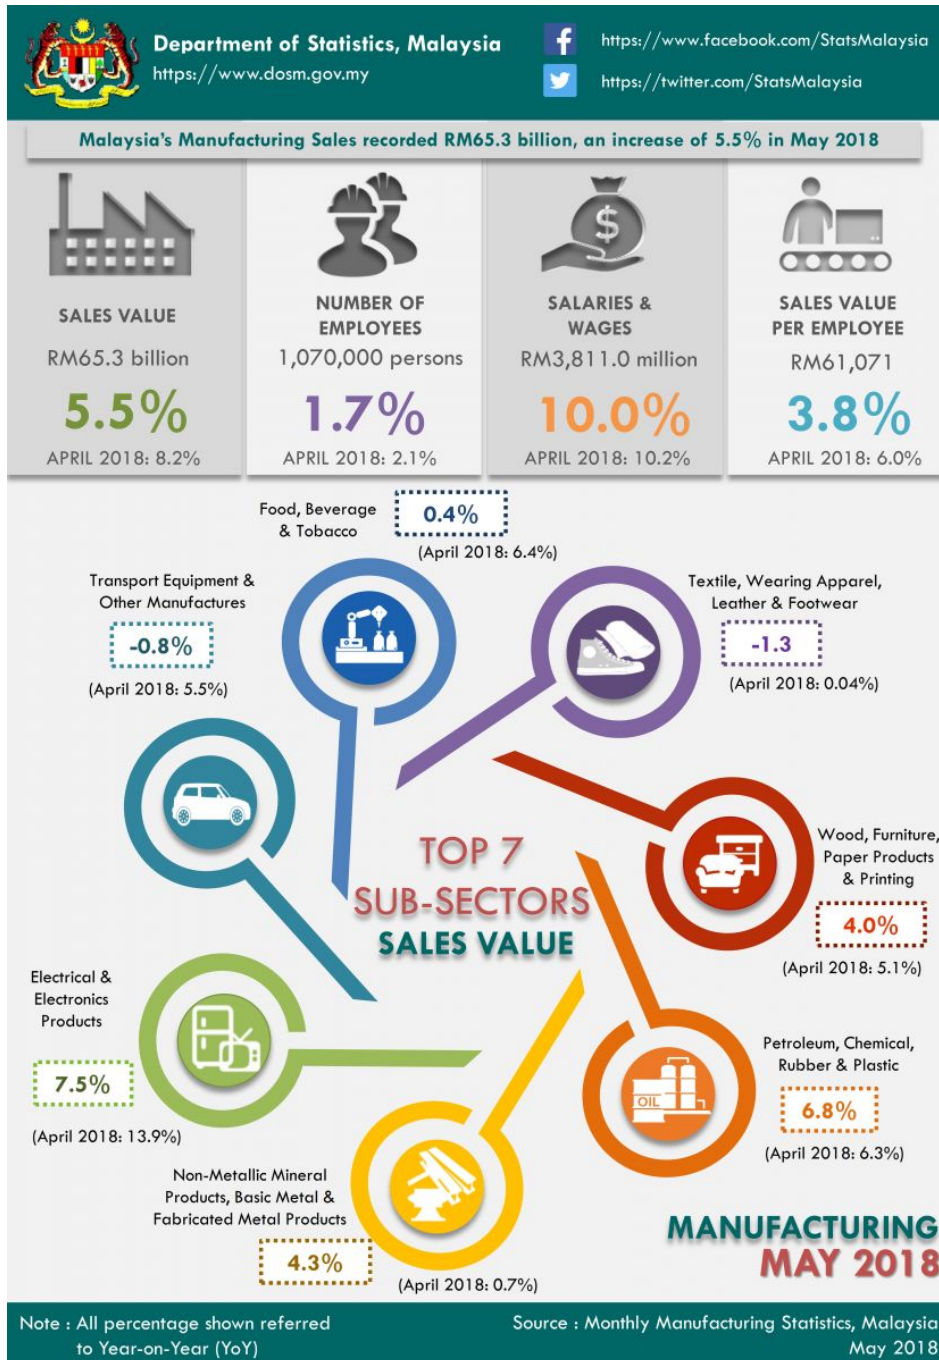 Department of Statistics, Malaysia
https://www.dosm.gov.my
https://www.facebook.com/StatsMalaysia
https://twitter.com/StatsMalaysia
Malaysia's Manufacturing Sales recorded RM65.3 billion, an increase of 5.5% in May 2018
SALES VALUE
RM65.3 billion
5.5%
APRIL 2018: 8.2%
NUMBER OF
EMPLOYEES
1,070,000 persons
1.7%
APRIL 2018: 2.1%
SALARIES &
WAGES
RM3,811.0 million
10.0%
APRIL 2018: 10.2%
SALES VALUE
PER EMPLOYEE
RM61,071
3.8%
APRIL 2018: 6.0%
Food, Beverage
& Tobacco
0.4%
(April 2018: 6.4%)
Transport Equipment &
Other Manufactures
-0.8%
(April 2018: 5.5%)
Textile, Wearing Apparel,
Leather & Footwear
-1.3
(April 2018: 0.04%)
TOP 7
SUB-SECTORS
SALES VALUE
Wood, Furniture,
Paper Products
& Printing
4.0%
(April 2018: 5.1%)
Electrical &
Electronics
Products
7.5%
(April 2018: 13.9%)
Petroleum, Chemical,
Rubber & Plastic
OIL
6.8%
(April 2018: 6.3%)
Non-Metallic Mineral
Products, Basic Metal &
Fabricated Metal Products
4.3%
(April 2018: 0.7%)
MANUFACTURING
MAY 2018
Note : All percentage shown referred
to Year-on-Year (YoY)
Source : Monthly Manufacturing Statistics, Malaysia
May 2018